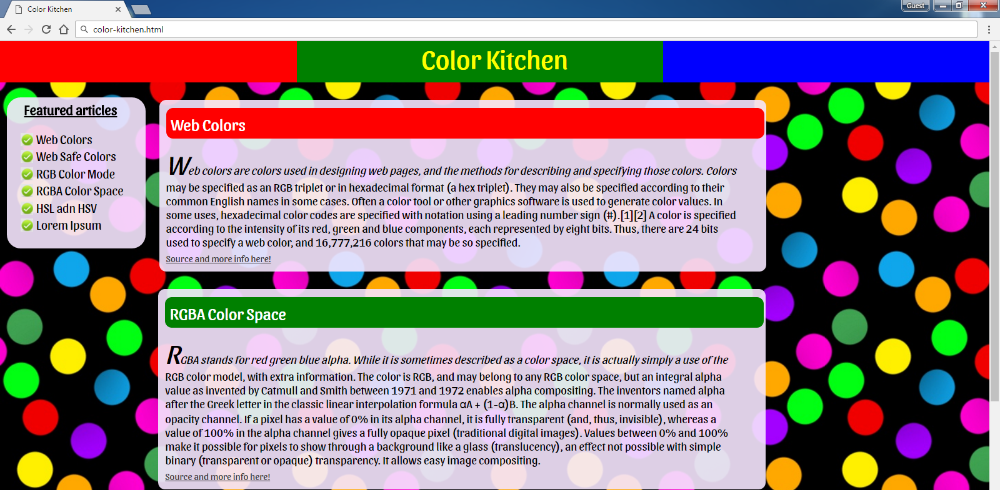 Color Kitchen
Guest
color-kitchen.html
Color Kitchen
Featured articles
Web Colors
Web Safe Colors
RGB Color Mode
RGBA Color Space
HSL adn HSV
Lorem Ipsum
Web Colors
Web colors are colors used in designing web pages, and the methods for describing and specifying those colors. Colors
may be specified as an RGB triplet or in hexadecimal format (a hex triplet). They may also be specified according to their
common English names in some cases. Often a color tool or other graphics software is used to generate color values. In
some uses, hexadecimal color codes are specified with notation using a leading number sign (#).[1][2] A color is specified
according to the intensity of its red, green and blue components, each represented by eight bits. Thus, there are 24 bits
used to specify a web color, and 16,777,216 colors that may be so specified.
Source and more info here!
RGBA Color Space
RGBA stands for red green blue alpha. While it is sometimes described as a color space, it is actually simply a use of the
RGB color model, with extra information. The color is RGB, and may belong to any RGB color space, but an integral alpha
value as invented by Catmull and Smith between 1971 and 1972 enables alpha compositing. The inventors named alpha
after the Greek letter in the classic linear interpolation formula αA + (1-α)B. The alpha channel is normally used as an
opacity channel. If a pixel has a value of 0% in its alpha channel, it is fully transparent (and, thus, invisible), whereas a
value of 100% in the alpha channel gives a fully opaque pixel (traditional digital images). Values between 0% and 100%
make it possible for pixels to show through a background like a glass (translucency), an effect not possible with simple
binary (transparent or opaque) transparency. It allows easy image compositing.
Source and more info here!